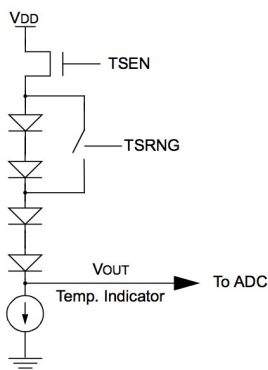 VDD
TSEN
TSRNG
VOUT
To ADC
Temp. Indicator